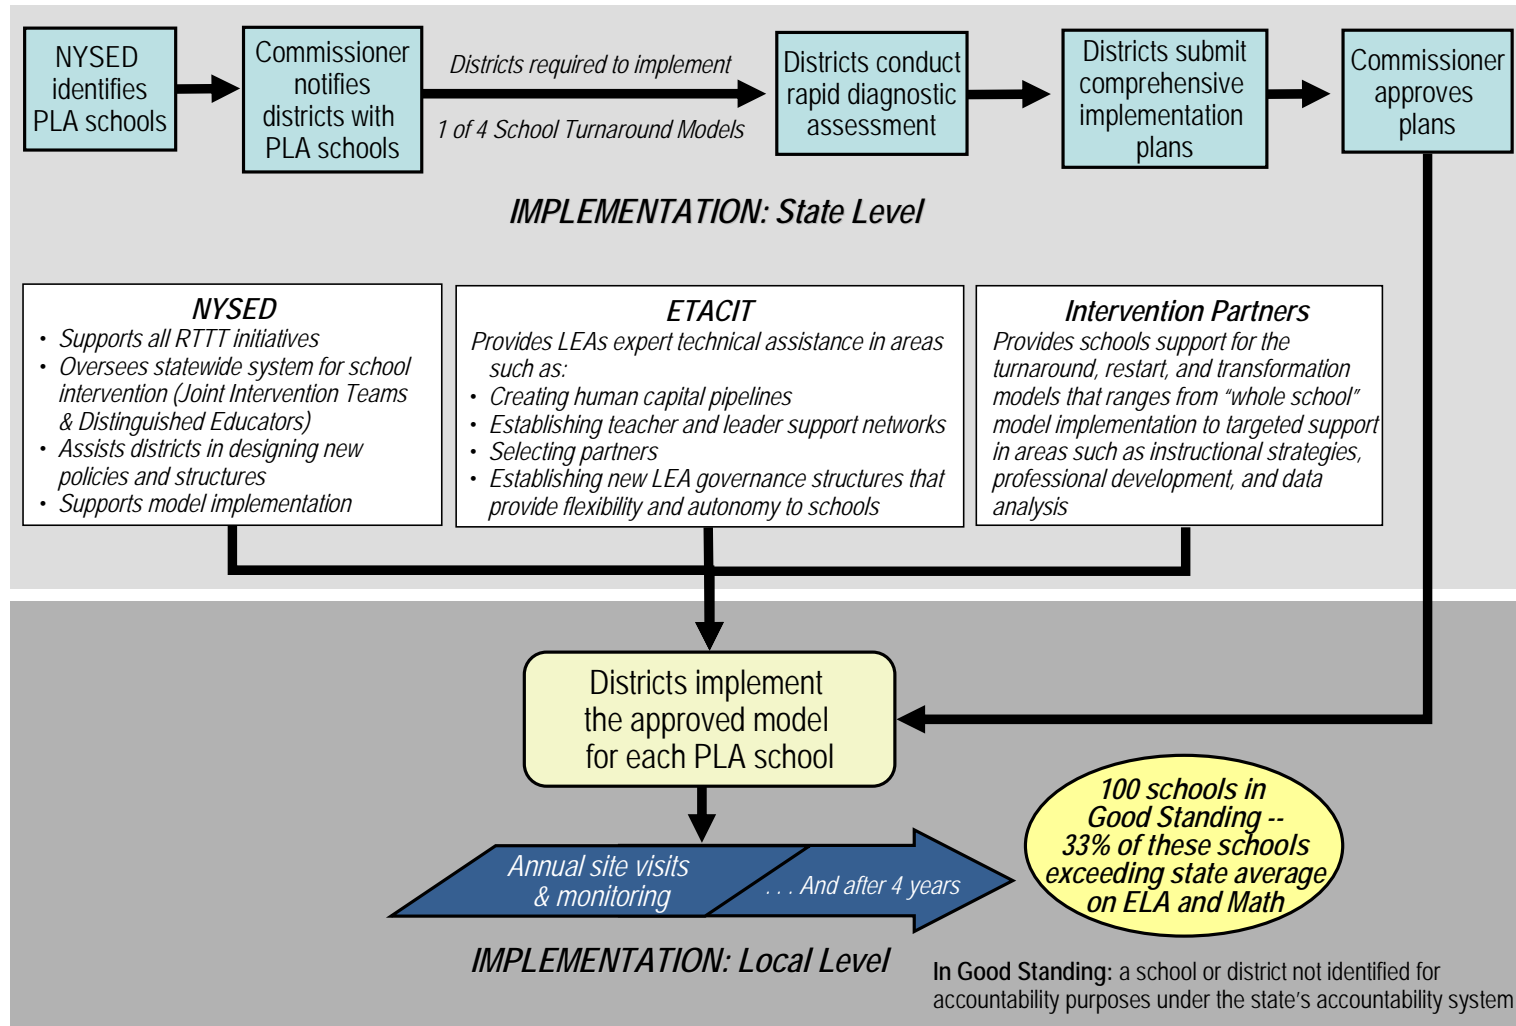 NYSED
identifies
PLA schools
Commissioner
notifies
districts with
PLA schools
Districts required to implement
1 of 4 School Turnaround Models
Districts conduct
rapid diagnostic
assessment
Districts submit
comprehensive
implementation
plans
Commissioner
approves
plans
IMPLEMENTATION: State Level
NYSED
• Supports all RTTT initiatives
• Oversees statewide system for school
intervention (Joint Intervention Teams
& Distinguished Educators)
• Assists districts in designing new
policies and structures
• Supports model implementation
ETACIT
Provides LEAs expert technical assistance in areas
such as:
• Creating human capital pipelines
• Establishing teacher and leader support networks
• Selecting partners
• Establishing new LEA governance structures that
provide flexibility and autonomy to schools
Intervention Partners
Provides schools support for the
turnaround, restart, and transformation
models that ranges from “whole school”
model implementation to targeted support
in areas such as instructional strategies,
professional development, and data
analysis
Districts implement
the approved model
for each PLA school
Annual site visits
& monitoring
. . . And after 4 years
100 schools in
Good Standing --
33% of these schools
exceeding state average
on ELA and Math
IMPLEMENTATION: Local Level
In Good Standing: a school or district not identified for
accountability purposes under the state’s accountability system